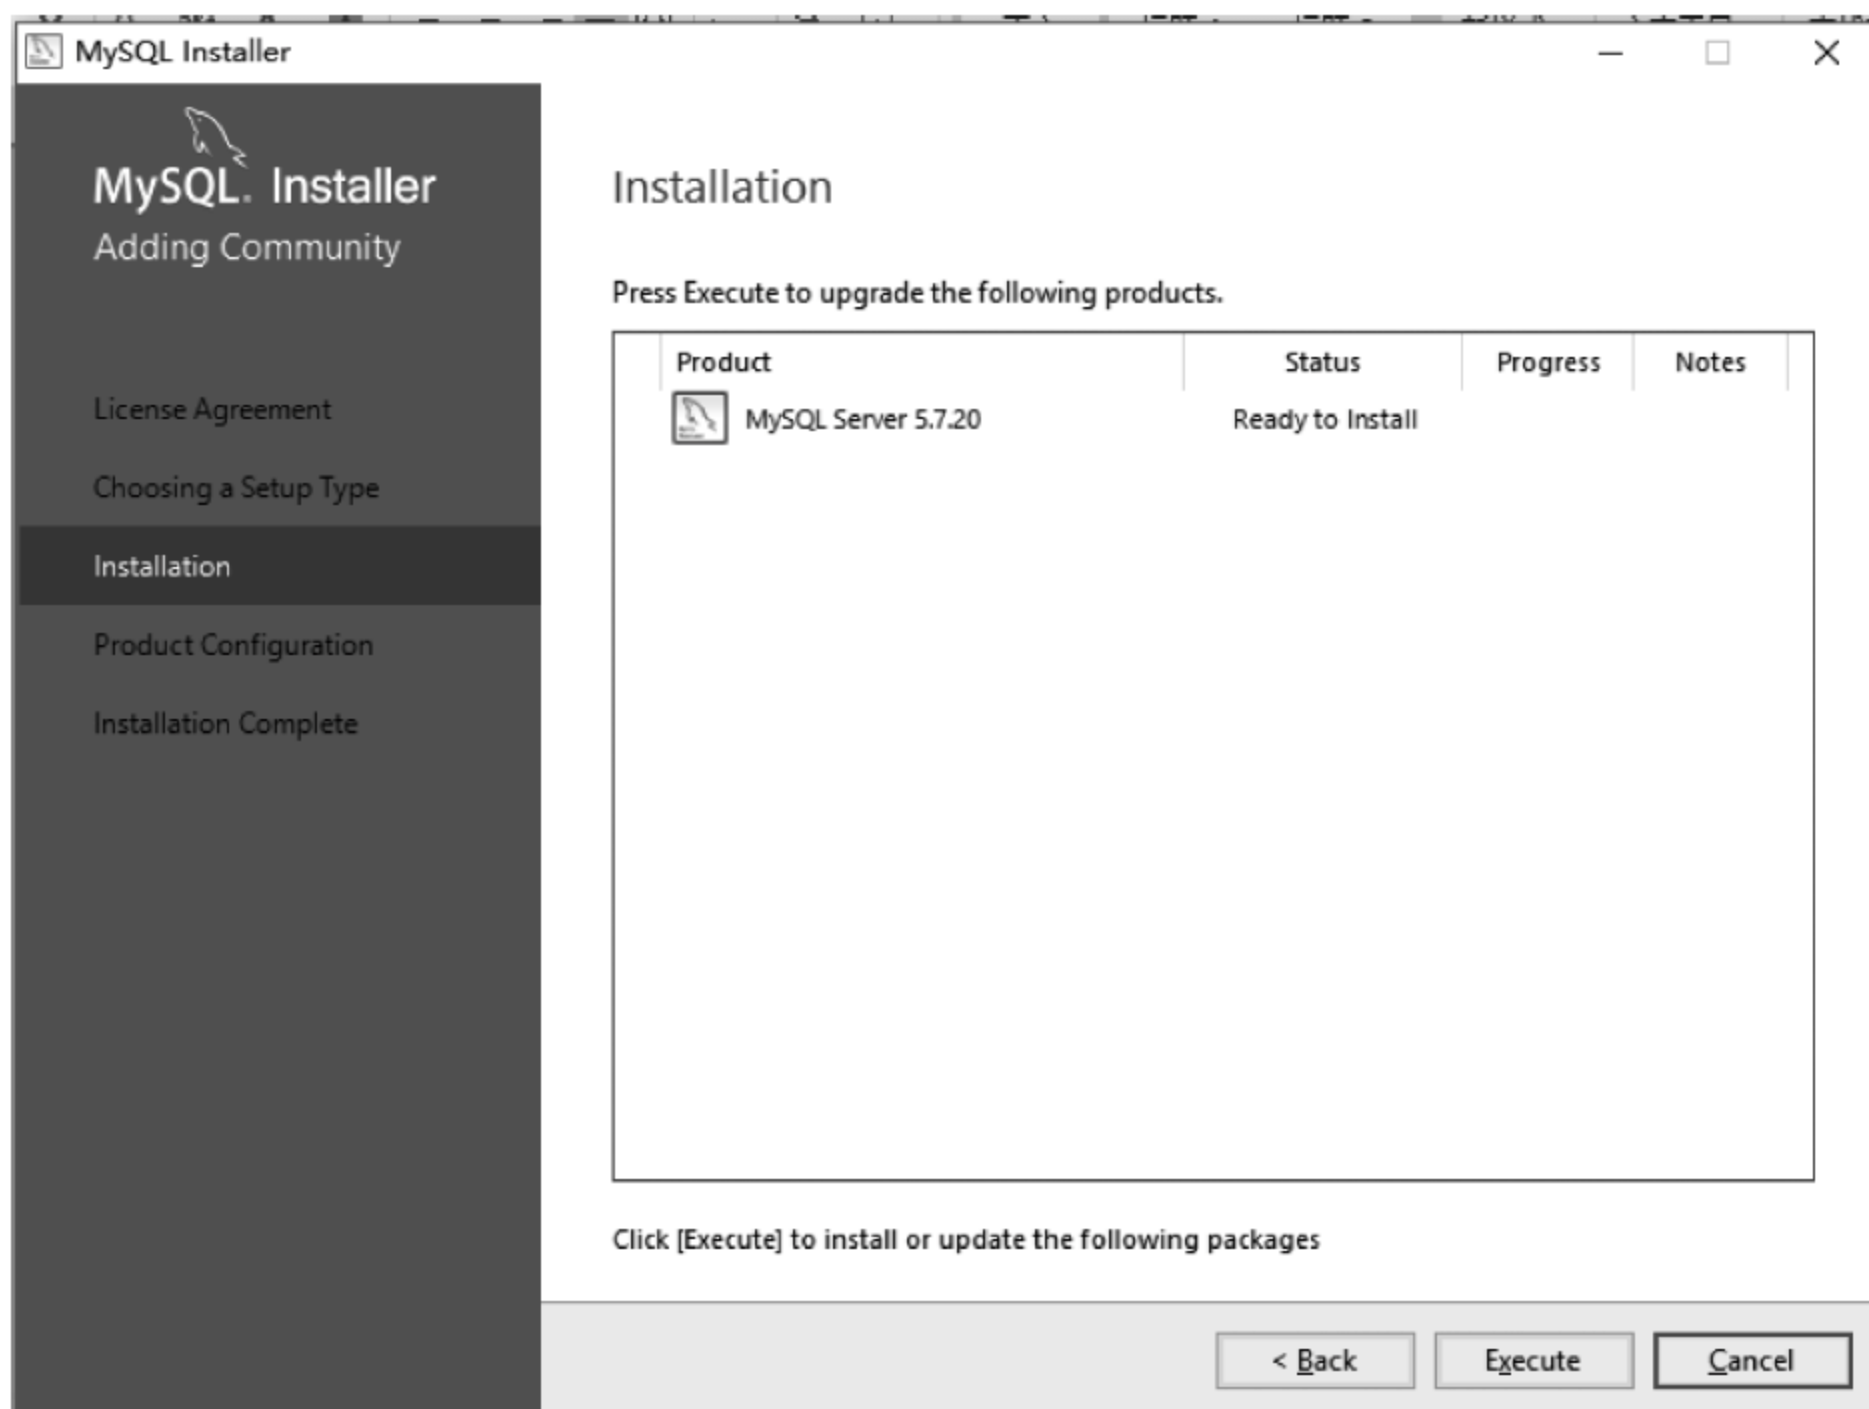 MySQL Installer
MySQL. Installer
Adding Community
License Agreement
Choosing a Setup Type
Installation
Product Configuration
Installation Complete
Installation
Press Execute to upgrade the following products.
Product Status Progress Notes
MySQL Server 5.7.20 Ready to Install
Click [Execute] to install or update the following packages
< Back Execute Cancel